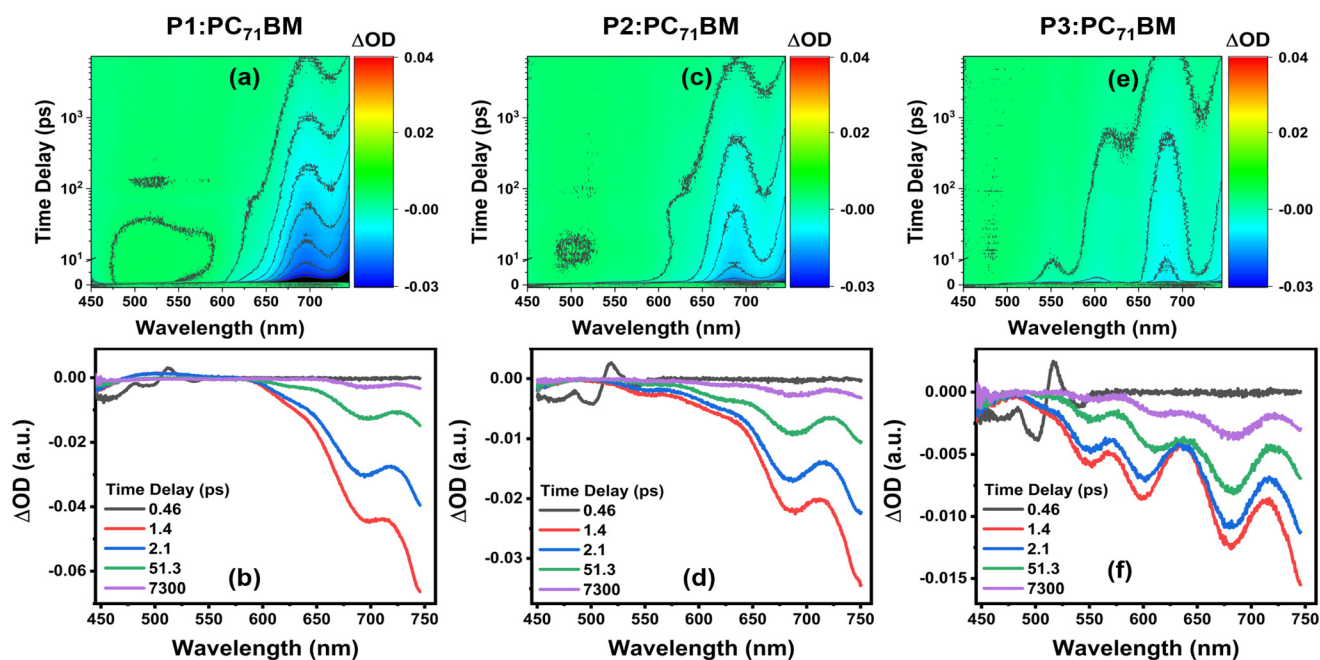 P1:PC₇₁BM
P2:PC₇₁BM
P3:PC₇₁BM
ΔOD
(a)
0.04
0.02
-0.00
-0.03
10³
10²
10¹
0
Time Delay (ps)
450 500 550 600 650 700
Wavelength (nm)
ΔOD
(c)
0.04
0.02
-0.00
-0.03
10³
10²
10¹
0
Time Delay (ps)
450 500 550 600 650 700
Wavelength (nm)
ΔOD
(e)
0.04
0.02
-0.00
-0.03
10³
10²
10¹
0
Time Delay (ps)
450 500 550 600 650 700
Wavelength (nm)
0.00
-0.02
-0.04
-0.06
ΔOD (a.u.)
Time Delay (ps)
0.46
1.4
2.1
51.3
7300
(b)
450 500 550 600 650 700 750
Wavelength (nm)
0.00
-0.01
-0.02
-0.03
ΔOD (a.u.)
Time Delay (ps)
0.46
1.4
2.1
51.3
7300
(d)
450 500 550 600 650 700 750
Wavelength (nm)
0.000
-0.005
-0.010
-0.015
ΔOD (a.u.)
Time Delay (ps)
0.46
1.4
2.1
51.3
7300
(f)
450 500 550 600 650 700 750
Wavelength (nm)